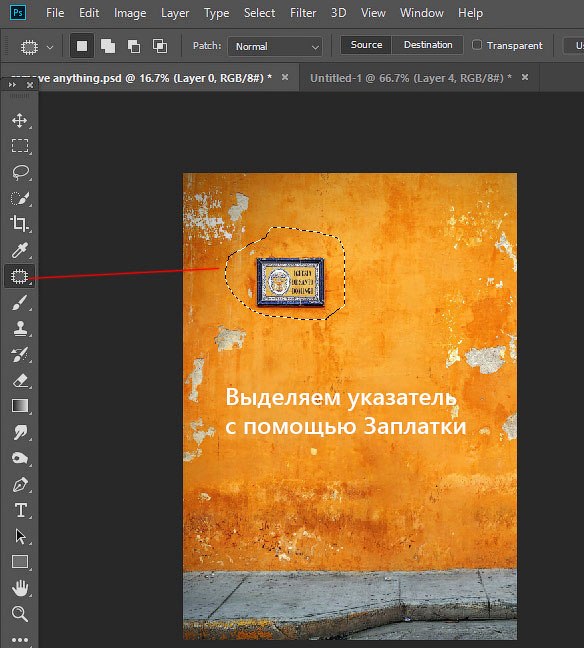 Ps File Edit Image Layer Type Select Filter 3D View Window Help
Patch: Normal Source Destination Transparent
remove anything.psd @ 16.7% (Layer 0, RGB/8#) * × Untitled-1 @ 66.7% (Layer 4, RGB/8#) * ×
Выделяем указатель
с помощью Заплатки